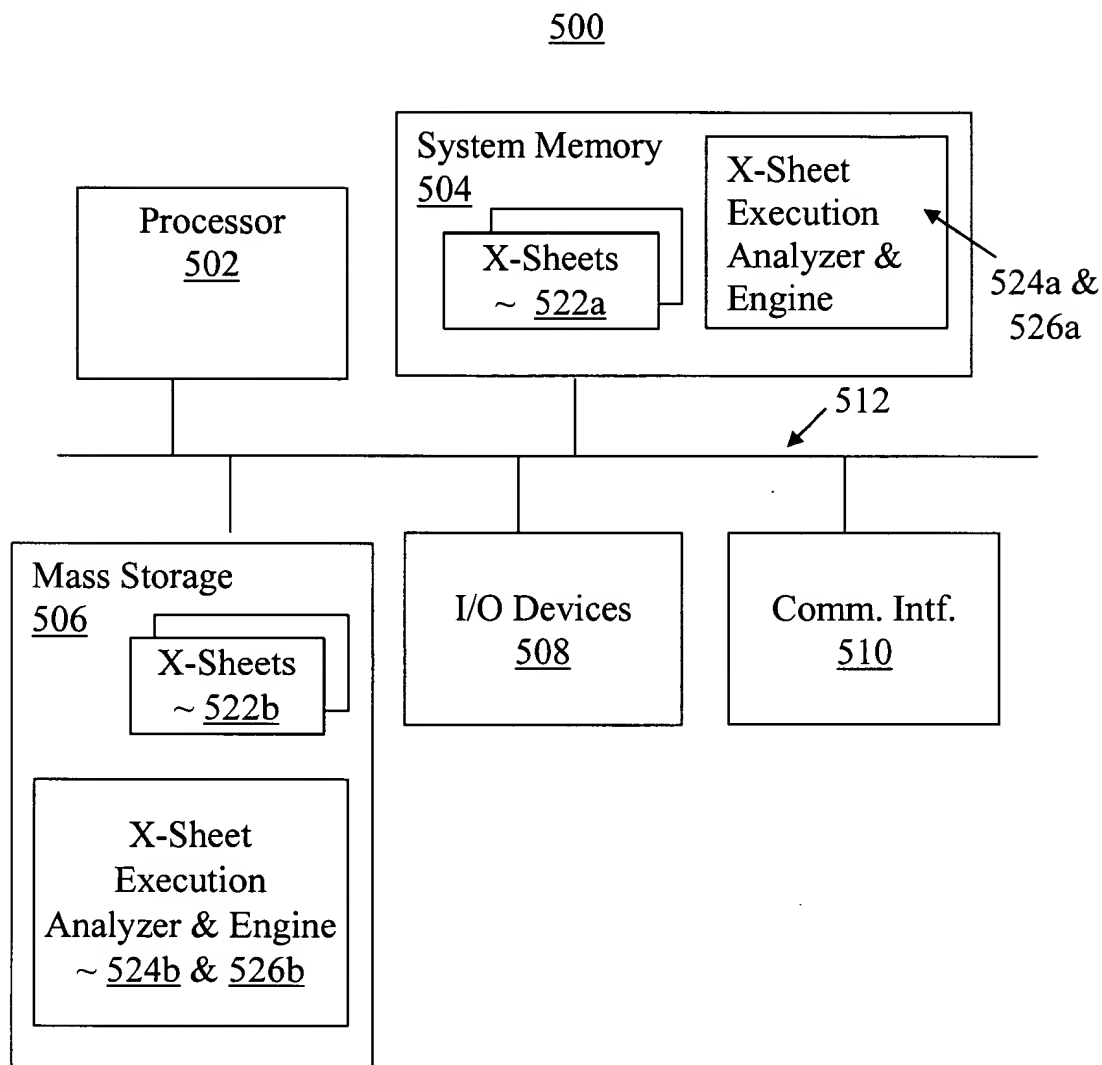 500
System Memory
504
X-Sheets
~ 522a
X-Sheet
Execution
Analyzer &
Engine
524a &
526a
Processor
502
512
Mass Storage
506
X-Sheets
~ 522b
X-Sheet
Execution
Analyzer & Engine
~ 524b & 526b
I/O Devices
508
Comm. Intf.
510